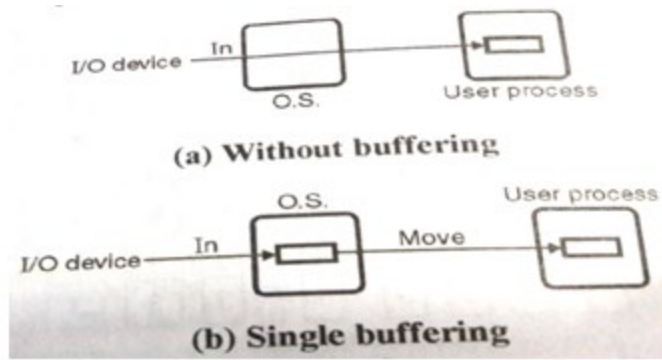 In
I/O device
O.S.
User process
(a) Without buffering
O.S.
User process
In
Move
I/O device
(b) Single buffering